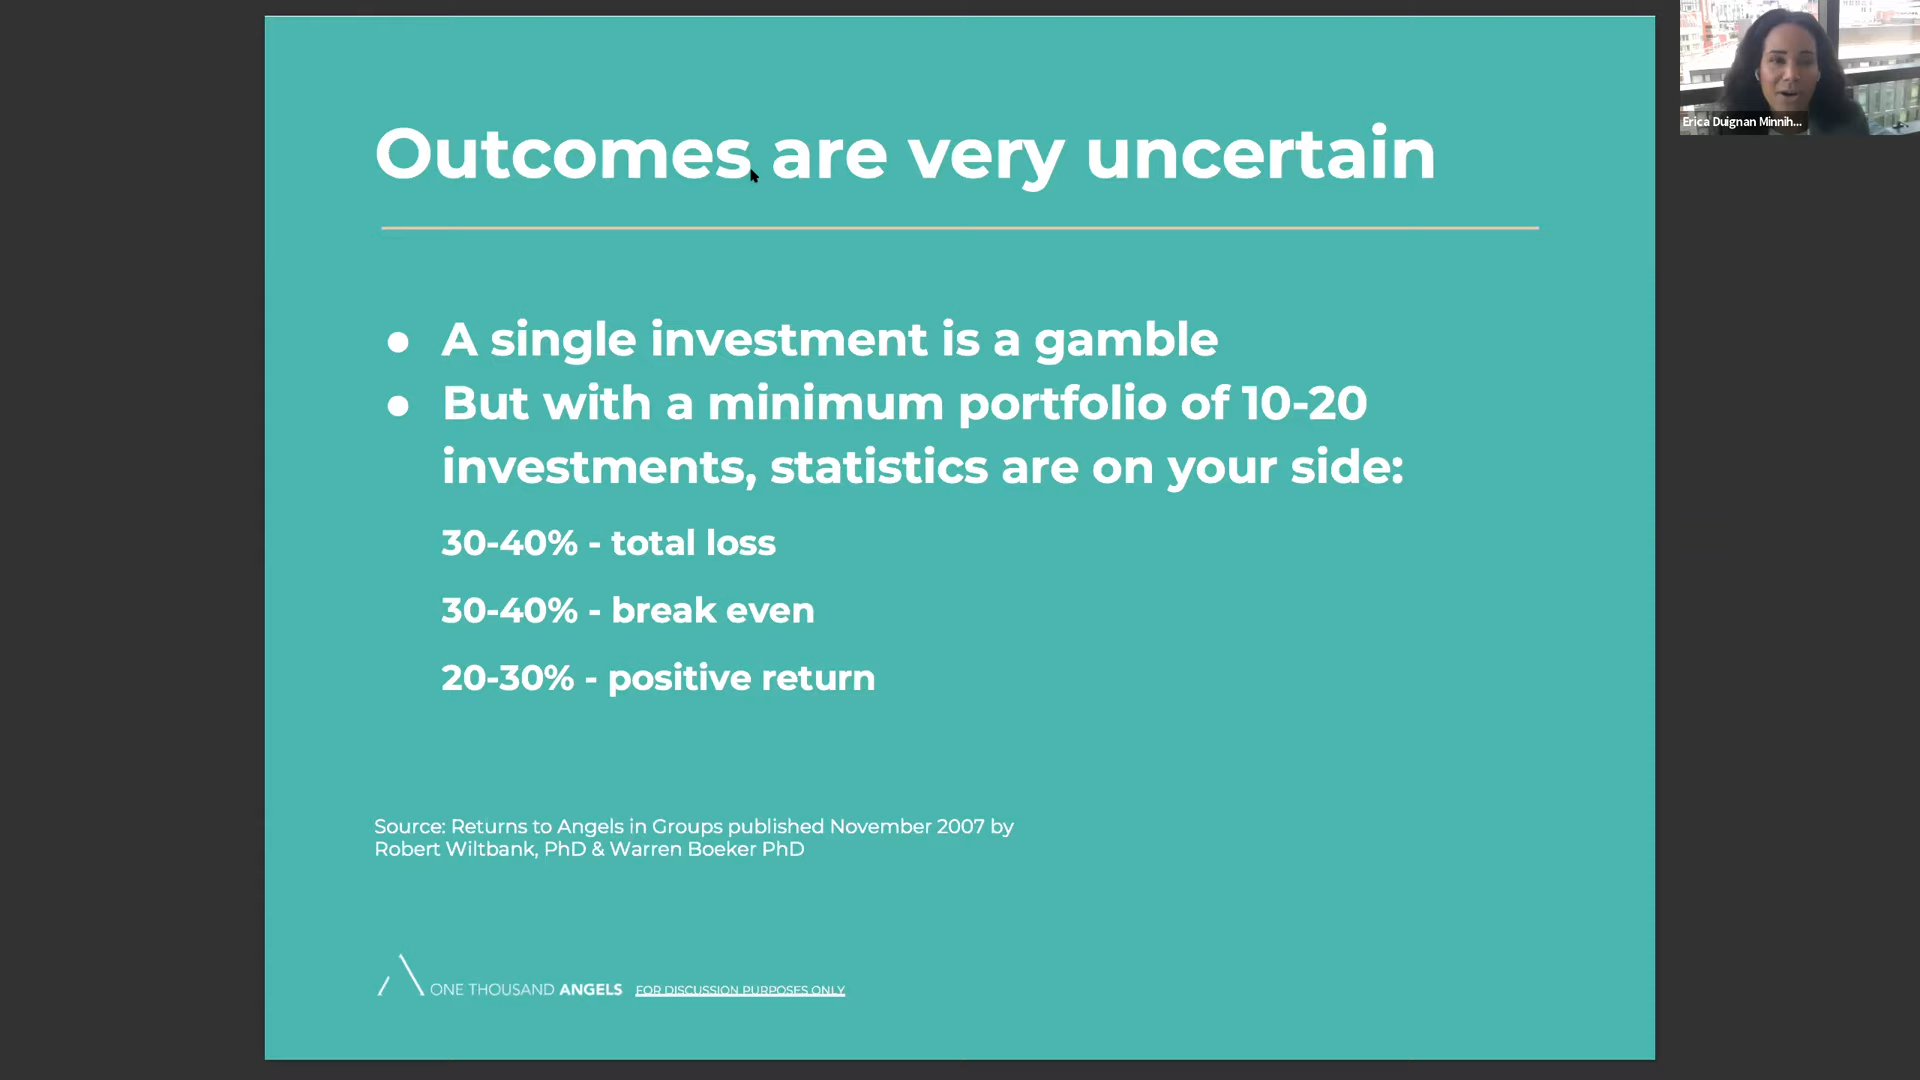 Outcomes are very uncertain
● A single investment is a gamble
● But with a minimum portfolio of 10-20
investments, statistics are on your side:
30-40% - total loss
30-40% - break even
20-30% - positive return
Source: Returns to Angels in Groups published November 2007 by
Robert Wiltbank, PhD & Warren Boeker PhD
ONE THOUSAND ANGELS FOR DISCUSSION PURPOSES ONLY
Erica Duignan Minnih...